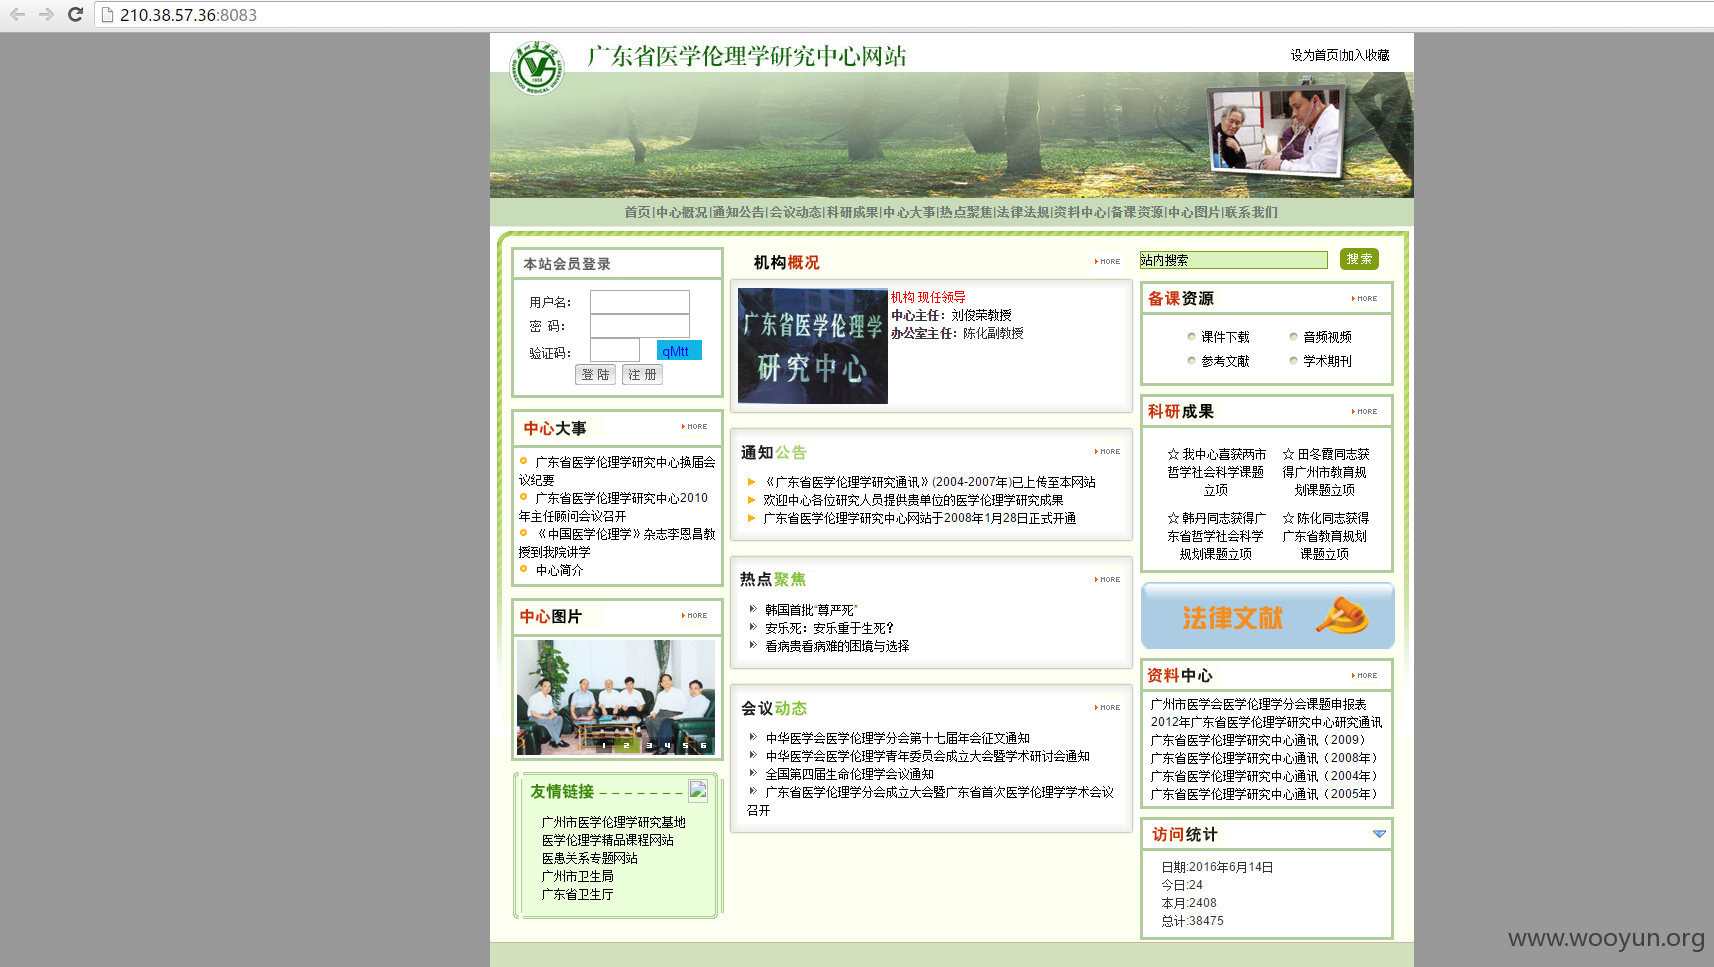 210.38.57.36:8083
广东省医学伦理学研究中心网站
设为首页|加入收藏
首页|中心概况|通知公告|会议动态|科研成果|中心大事|热点聚焦|法律法规|资料中心|备课资源|中心图片|联系我们
本站会员登录
用户名：
密 码：
验证码：
qMtt
登 陆
注 册
中心大事
MORE
广东省医学伦理学研究中心换届会
议纪要
广东省医学伦理学研究中心2010
年主任顾问会议召开
《中国医学伦理学》杂志李恩昌教
授到我院讲学
中心简介
中心图片
MORE
1 2 3 4 5 6
友情链接
广州市医学伦理学研究基地
医学伦理学精品课程网站
医患关系专题网站
广州市卫生局
广东省卫生厅
机构概况
MORE
广东省医学伦理学
研究中心
机构 现任领导
中心主任：刘俊荣教授
办公室主任：陈化副教授
通知公告
MORE
《广东省医学伦理学研究通讯》(2004-2007年)已上传至本网站
欢迎中心各位研究人员提供贵单位的医学伦理学研究成果
广东省医学伦理学研究中心网站于2008年1月28日正式开通
热点聚焦
MORE
韩国首批“尊严死”
安乐死：安乐重于生死？
看病贵看病难的困境与选择
会议动态
MORE
中华医学会医学伦理学分会第十七届年会征文通知
中华医学会医学伦理学青年委员会成立大会暨学术研讨会通知
全国第四届生命伦理学会议通知
广东省医学伦理学分会成立大会暨广东省首次医学伦理学学术会议
召开
站内搜索
搜 索
备课资源
MORE
课件下载 音频视频
参考文献 学术期刊
科研成果
MORE
☆ 我中心喜获两市
哲学社会科学课题
立项
☆ 田冬霞同志获
得广州市教育规
划课题立项
☆ 韩丹同志获得广
东省哲学社会科学
规划课题立项
☆ 陈化同志获得
广东省教育规划
课题立项
法律文献
资料中心
MORE
广州市医学会医学伦理学分会课题申报表
2012年广东省医学伦理学研究中心研究通讯
广东省医学伦理学研究中心通讯（2009）
广东省医学伦理学研究中心通讯（2008年）
广东省医学伦理学研究中心通讯（2004年）
广东省医学伦理学研究中心通讯（2005年）
访问统计
日期:2016年6月14日
今日:24
本月:2408
总计:38475
www.wooyun.org